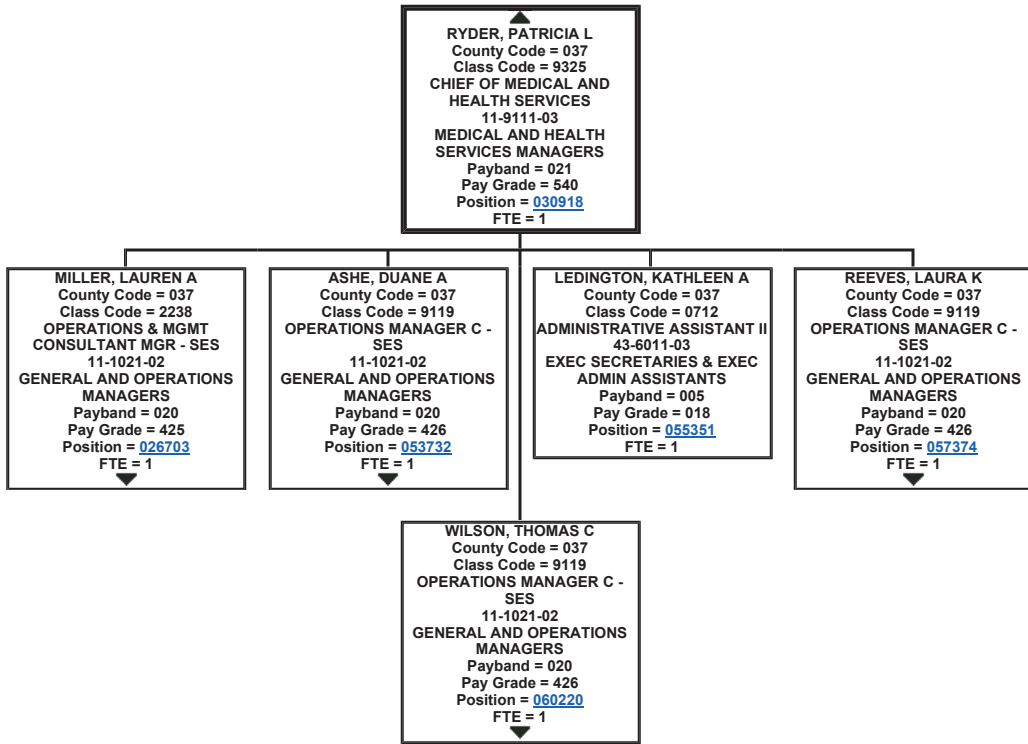 RYDER, PATRICIA L
County Code = 037
Class Code = 9325
CHIEF OF MEDICAL AND
HEALTH SERVICES
11-9111-03
MEDICAL AND HEALTH
SERVICES MANAGERS
Payband = 021
Pay Grade = 540
Position = 030918
FTE = 1
MILLER, LAUREN A
County Code = 037
Class Code = 2238
OPERATIONS & MGMT
CONSULTANT MGR - SES
11-1021-02
GENERAL AND OPERATIONS
MANAGERS
Payband = 020
Pay Grade = 425
Position = 026703
FTE = 1
ASHE, DUANE A
County Code = 037
Class Code = 9119
OPERATIONS MANAGER C -
SES
11-1021-02
GENERAL AND OPERATIONS
MANAGERS
Payband = 020
Pay Grade = 426
Position = 053732
FTE = 1
LEDINGTON, KATHLEEN A
County Code = 037
Class Code = 0712
ADMINISTRATIVE ASSISTANT II
43-6011-03
EXEC SECRETARIES & EXEC
ADMIN ASSISTANTS
Payband = 005
Pay Grade = 018
Position = 055351
FTE = 1
REEVES, LAURA K
County Code = 037
Class Code = 9119
OPERATIONS MANAGER C -
SES
11-1021-02
GENERAL AND OPERATIONS
MANAGERS
Payband = 020
Pay Grade = 426
Position = 057374
FTE = 1
WILSON, THOMAS C
County Code = 037
Class Code = 9119
OPERATIONS MANAGER C -
SES
11-1021-02
GENERAL AND OPERATIONS
MANAGERS
Payband = 020
Pay Grade = 426
Position = 060220
FTE = 1